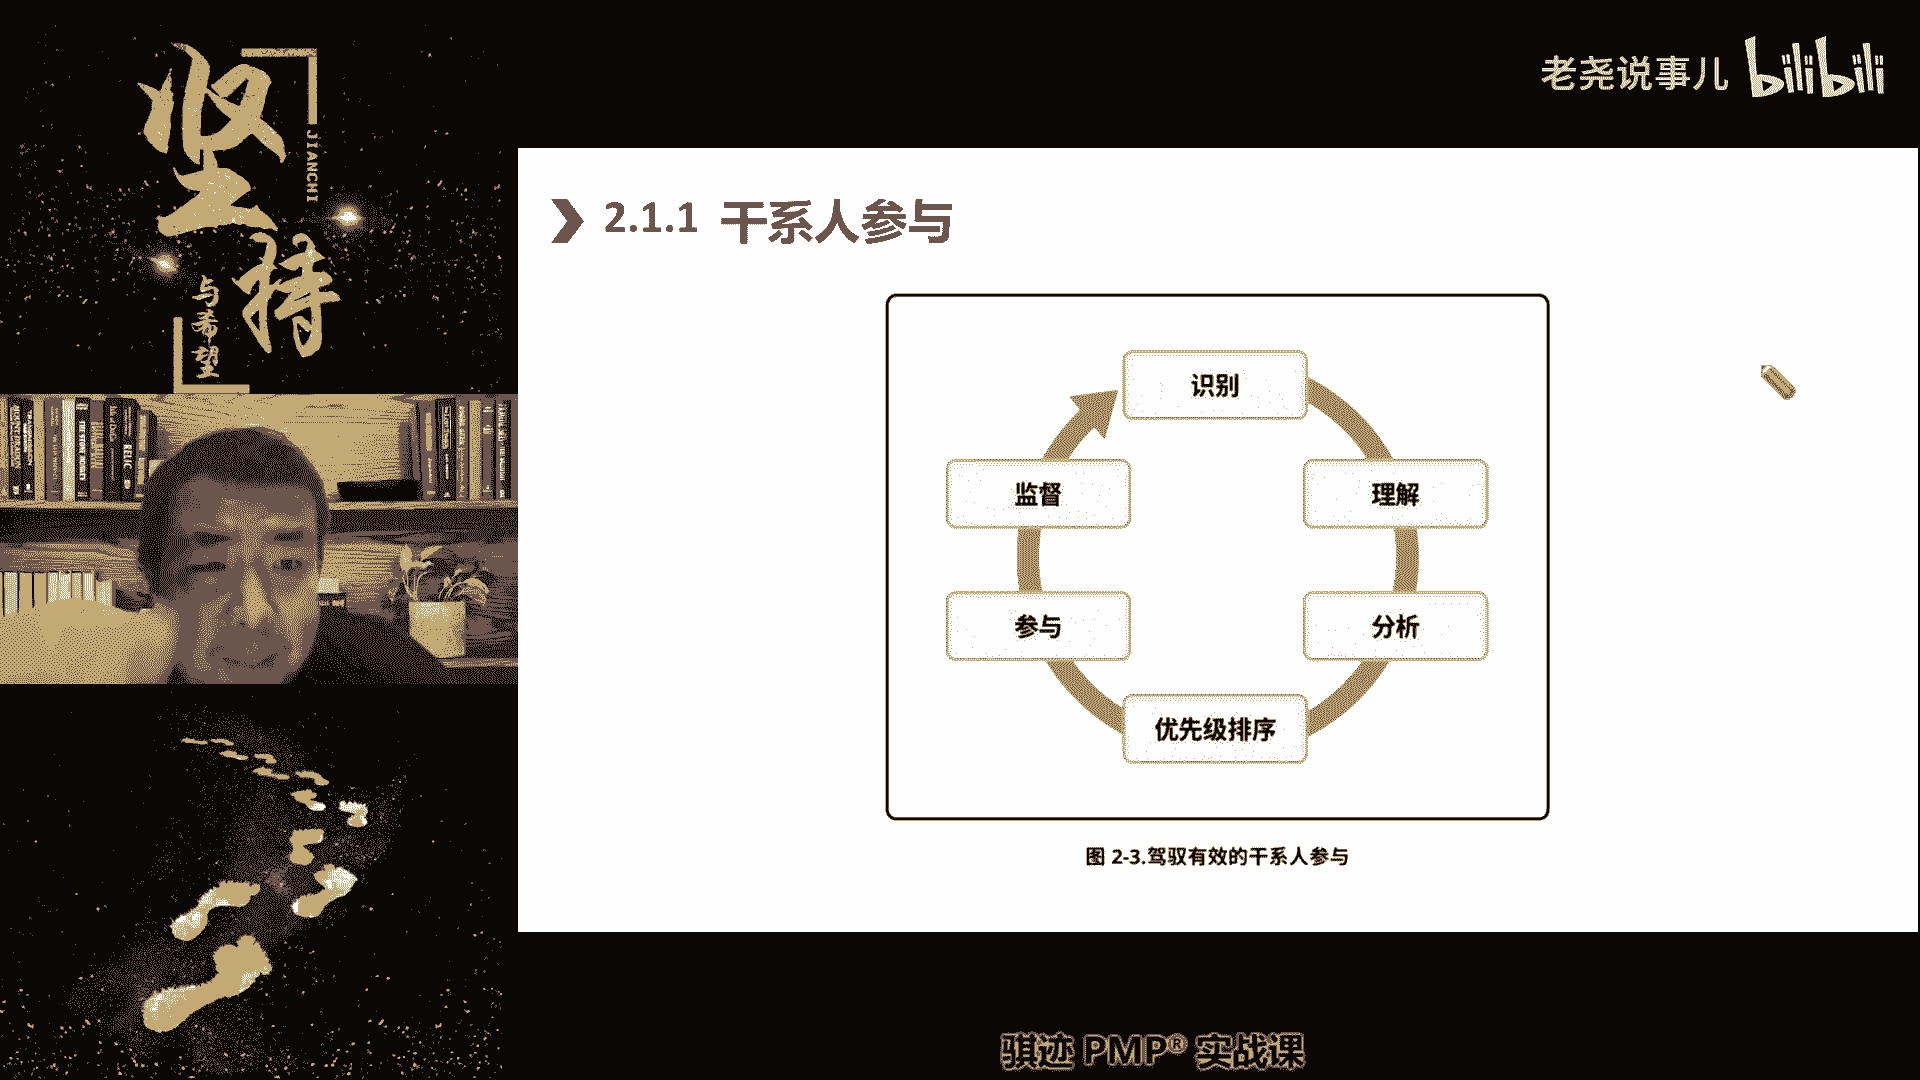 坚持
JIANCHI
与希望
老尧说事儿 bilibili
2.1.1 干系人参与
识别
监督
理解
参与
分析
优先级排序
图 2-3.驾驭有效的干系人参与
骐迹 PMP® 实战课